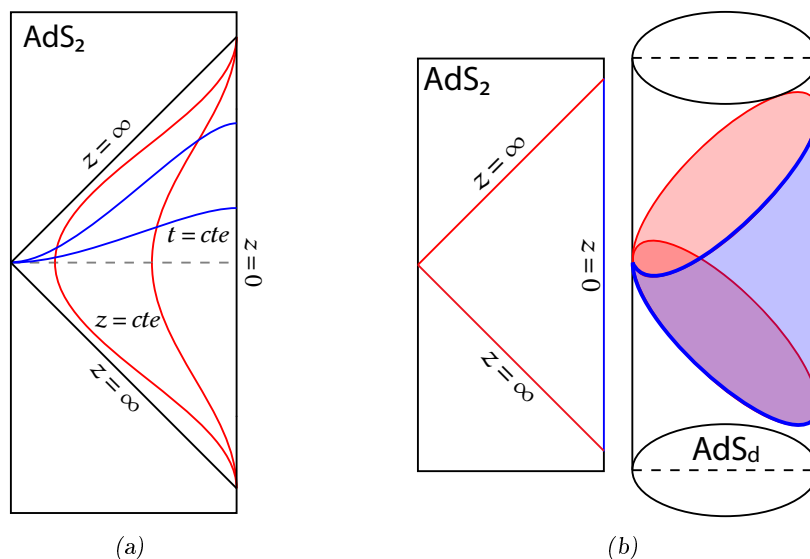 AdS₂
z = ∞
t = cte
z = 0
z = cte
z = ∞
(a)
AdS₂
z = ∞
z = 0
z = ∞
AdS_d
(b)